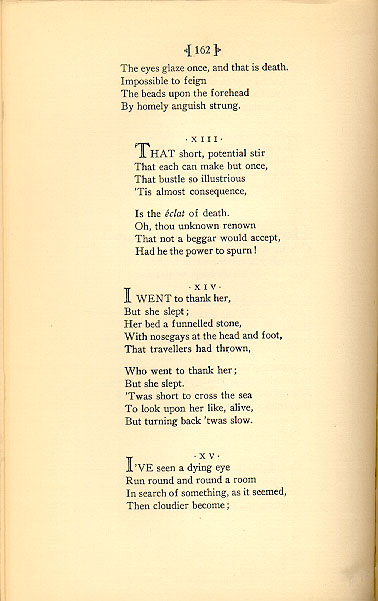 [162]
The eyes glaze once, and that is death.
Impossible to feign
The beads upon the forehead
By homely anguish strung.
·XIII·
THAT short, potential stir
That each can make but once,
That bustle so illustrious
'Tis almost consequence,
Is the éclat of death.
Oh, thou unknown renown
That not a beggar would accept,
Had he the power to spurn!
·XIV·
I WENT to thank her,
But she slept;
Her bed a funnelled stone,
With nosegays at the head and foot,
That travellers had thrown,
Who went to thank her;
But she slept.
'Twas short to cross the sea
To look upon her like, alive,
But turning back 'twas slow.
·XV·
I'VE seen a dying eye
Run round and round a room
In search of something, as it seemed,
Then cloudier become;